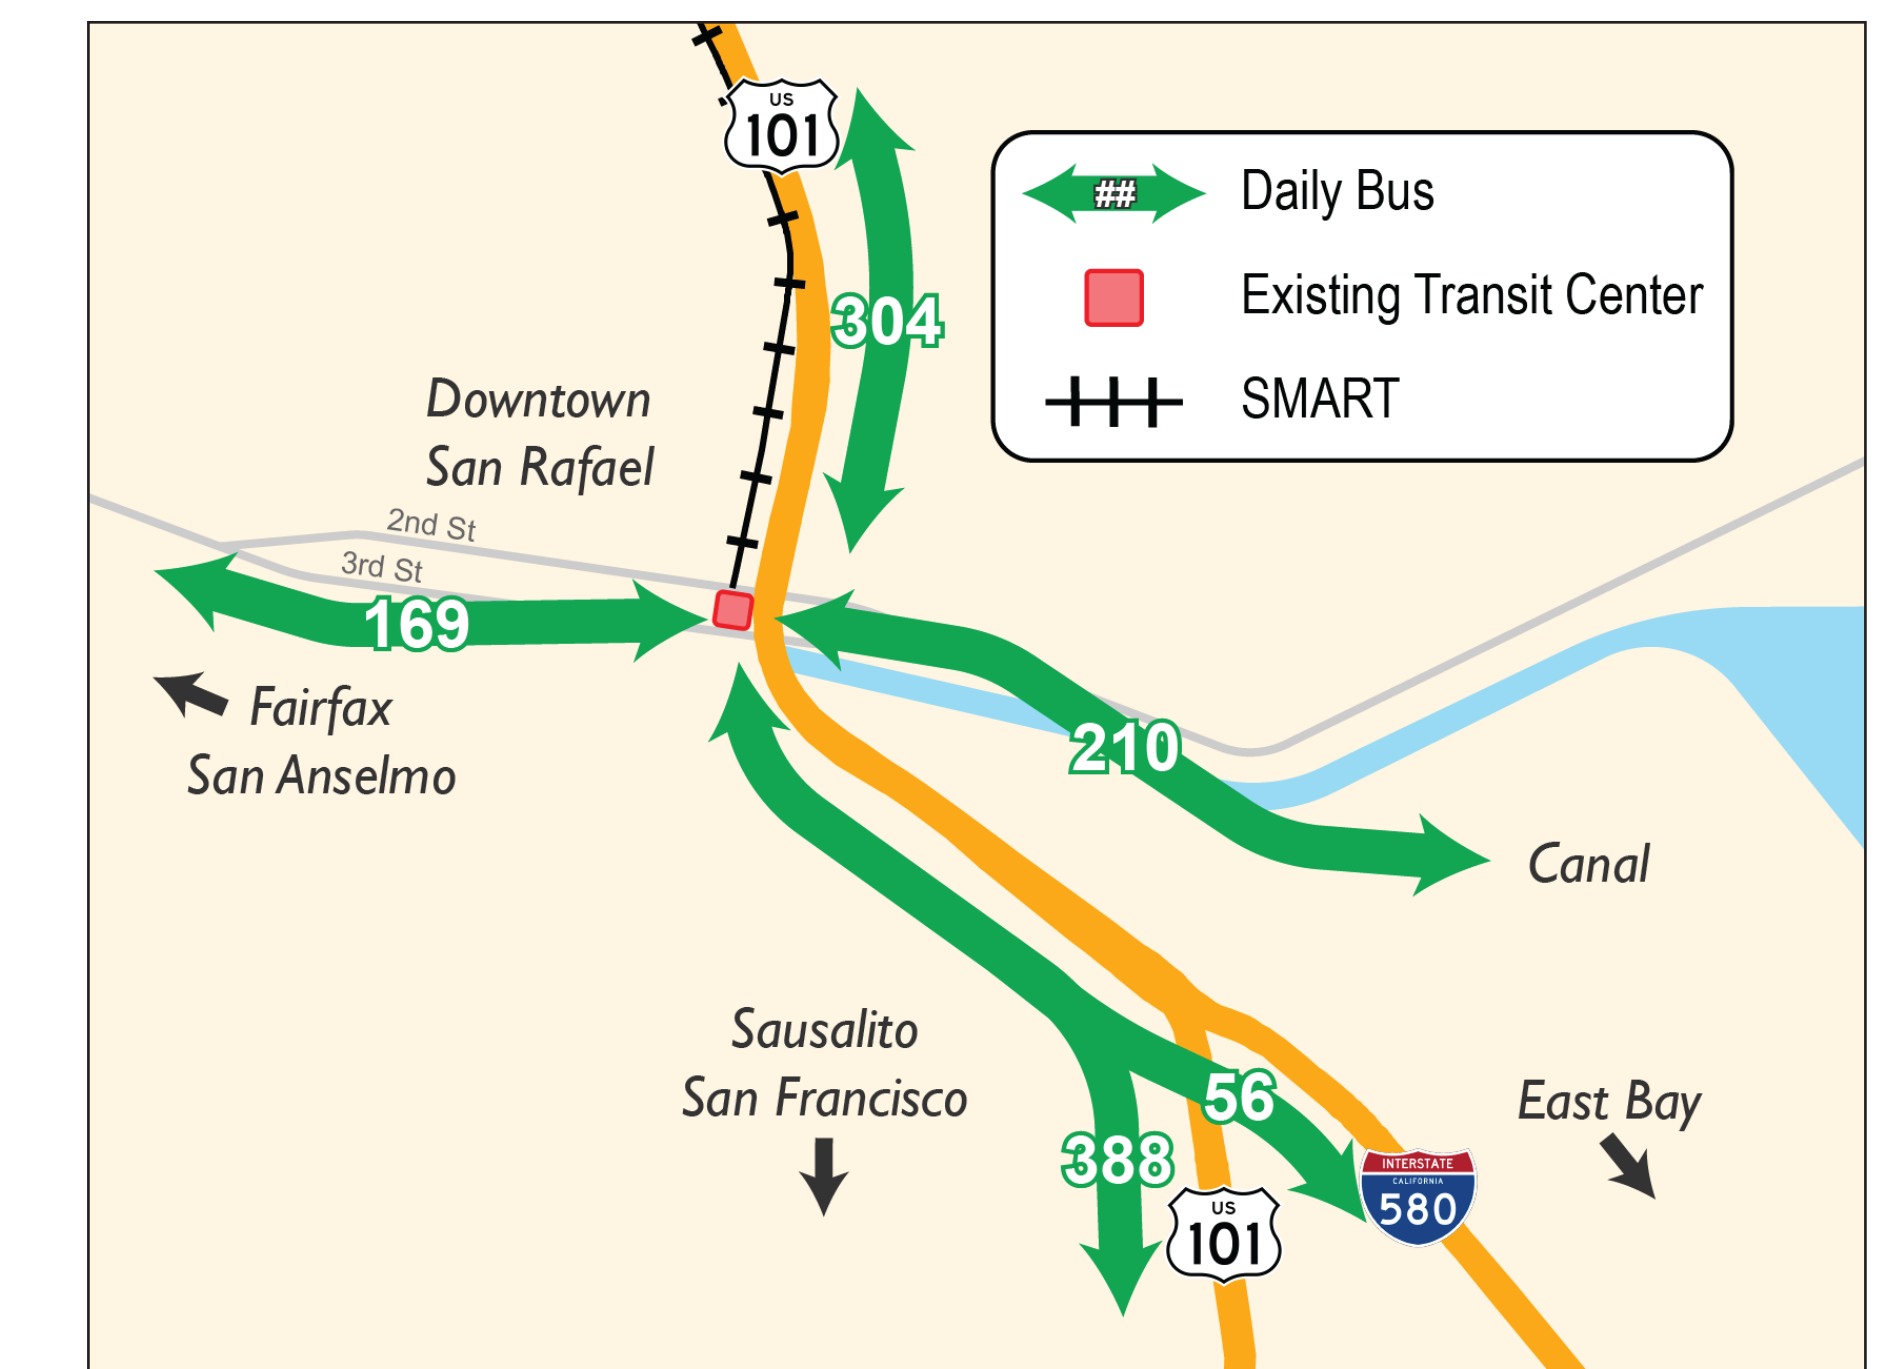 US
101
304
##
Daily Bus
Existing Transit Center
SMART
Downtown
San Rafael
2nd St
3rd St
169
Fairfax
San Anselmo
210
Canal
Sausalito
San Francisco
56
388
East Bay
INTERSTATE
CALIFORNIA
580
US
101